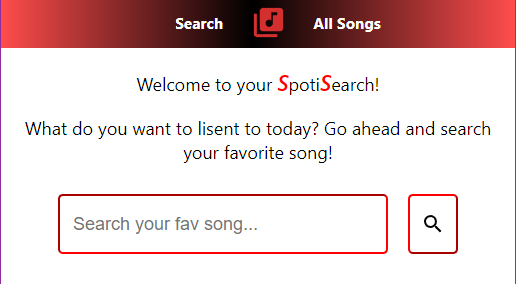 Search All Songs
Welcome to your SpotiSearch!
What do you want to lisent to today? Go ahead and search
your favorite song!
Search your fav song...